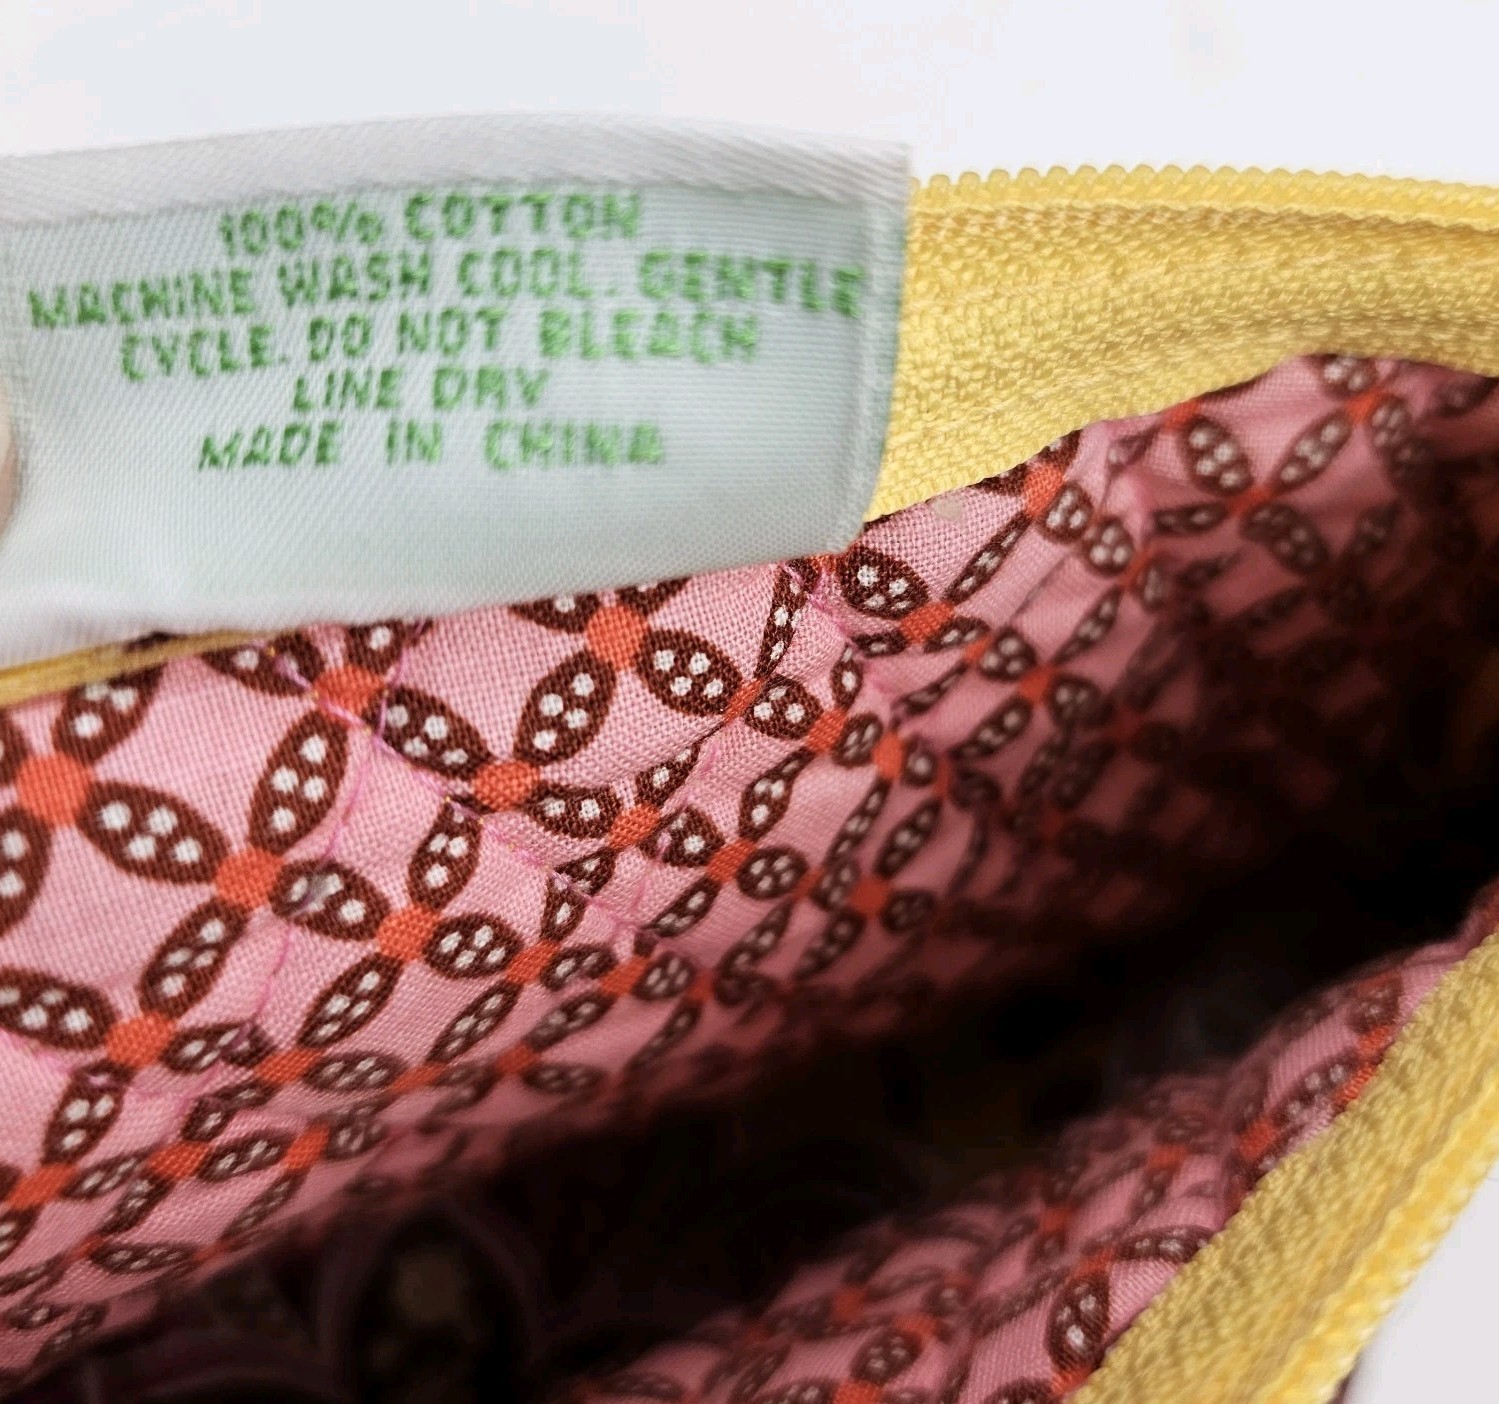 100% COTTON
MACHINE WASH COOL. GENTLE
CYCLE. DO NOT BLEACH
LINE DRY
MADE IN CHINA